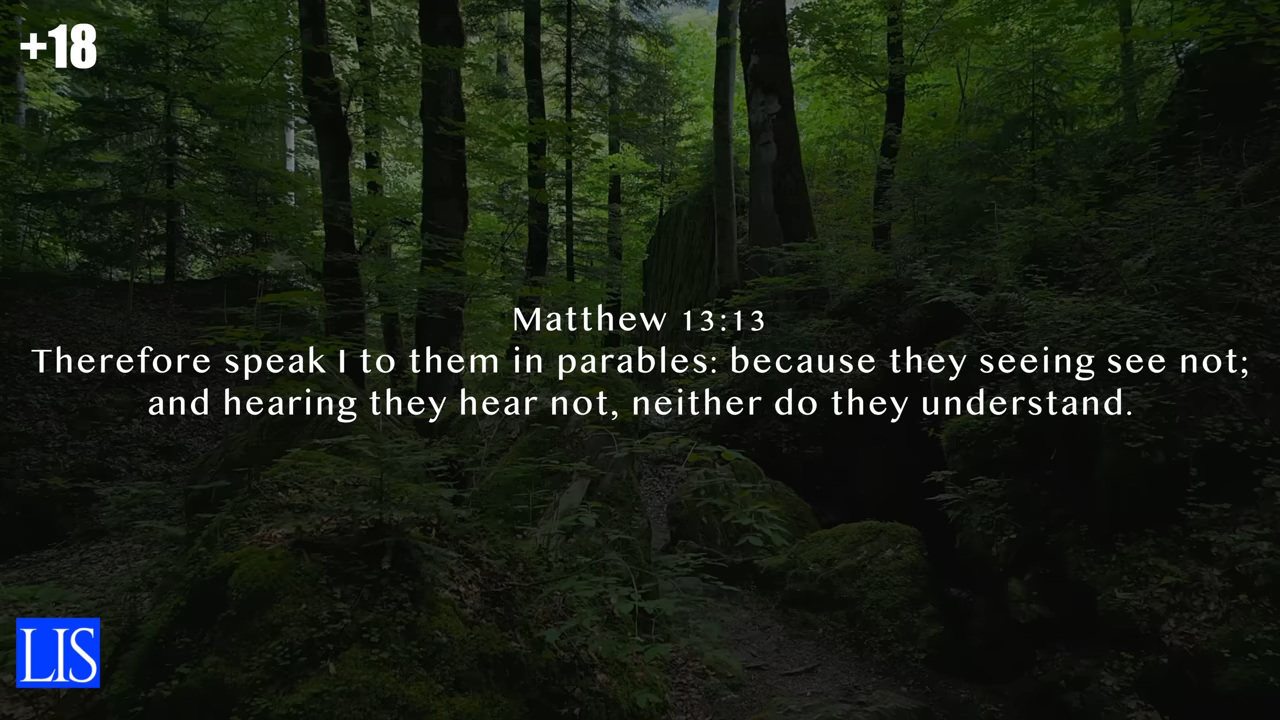 +18
Matthew 13:13
Therefore speak I to them in parables: because they seeing see not;
and hearing they hear not, neither do they understand.
LIS